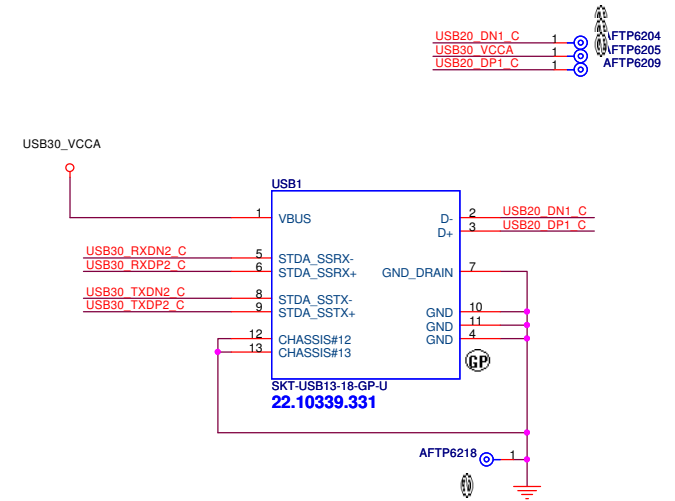 USB20_DN1_C 1 AFTP6204
USB30_VCCA 1 AFTP6205
USB20_DP1_C 1 AFTP6209
USB30_VCCA
USB1
1 VBUS D- 2 USB20_DN1_C
D+ 3 USB20_DP1_C
USB30_RXDN2_C 5 STDA_SSRX-
USB30_RXDP2_C 6 STDA_SSRX+ GND_DRAIN 7
USB30_TXDN2_C 8 STDA_SSTX-
USB30_TXDP2_C 9 STDA_SSTX+ GND 10
GND 11
12 CHASSIS#12 GND 4
13 CHASSIS#13
GP
SKT-USB13-18-GP-U
22.10339.331
AFTP6218 1